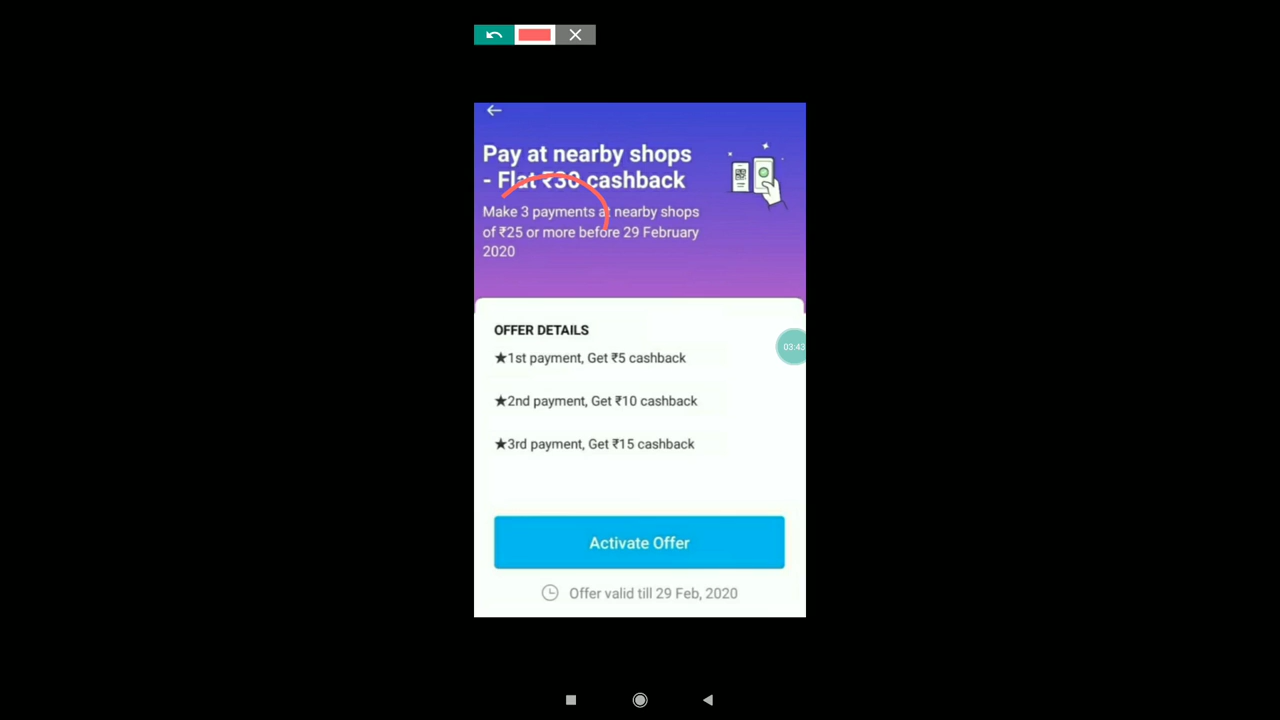 Pay at nearby shops
- Flat ₹30 cashback
Make 3 payments at nearby shops
of ₹25 or more before 29 February
2020
OFFER DETAILS
★1st payment, Get ₹5 cashback
03:43
★2nd payment, Get ₹10 cashback
★3rd payment, Get ₹15 cashback
Activate Offer
Offer valid till 29 Feb, 2020